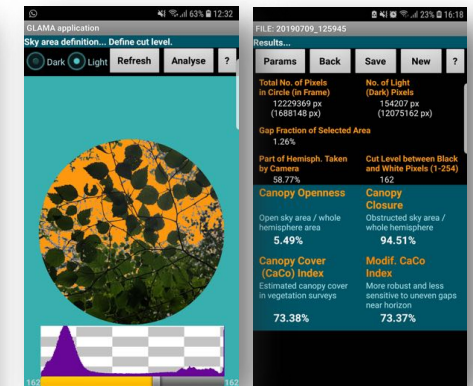 63% 12:32
GLAMA application
Sky area definition... Define cut level.
Dark Light Refresh Analyse ?
162 162
23% 16:18
FILE: 20190709_125945
Results...
Params Back Save New ?
Total No. of Pixels
in Circle (in Frame)
12229369 px
(1688148 px)
No. of Light
(Dark) Pixels
154207 px
(12075162 px)
Gap Fraction of Selected Area
1.26%
Part of Hemisph. Taken
by Camera
58.77%
Cut Level between Black
and White Pixels (1-254)
162
Canopy Openness
Open sky area / whole
hemisphere area
5.49%
Canopy
Closure
Obstructed sky area /
whole hemisphere
94.51%
Canopy Cover
(CaCo) Index
Estimated canopy cover
in vegetation surveys
73.38%
Modif. CaCo
Index
More robust and less
sensitive to uneven gaps
near horizon
73.37%